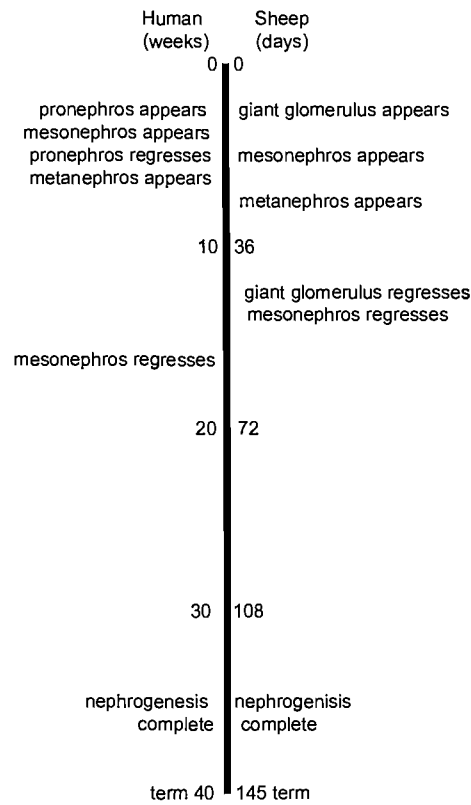 Human Sheep
(weeks) (days)
0 0
pronephros appears giant glomerulus appears
mesonephros appears
pronephros regresses mesonephros appears
metanephros appears
metanephros appears
10 36
giant glomerulus regresses
mesonephros regresses
mesonephros regresses
20 72
30 108
nephrogenesis nephrogenisis
complete complete
term 40 145 term